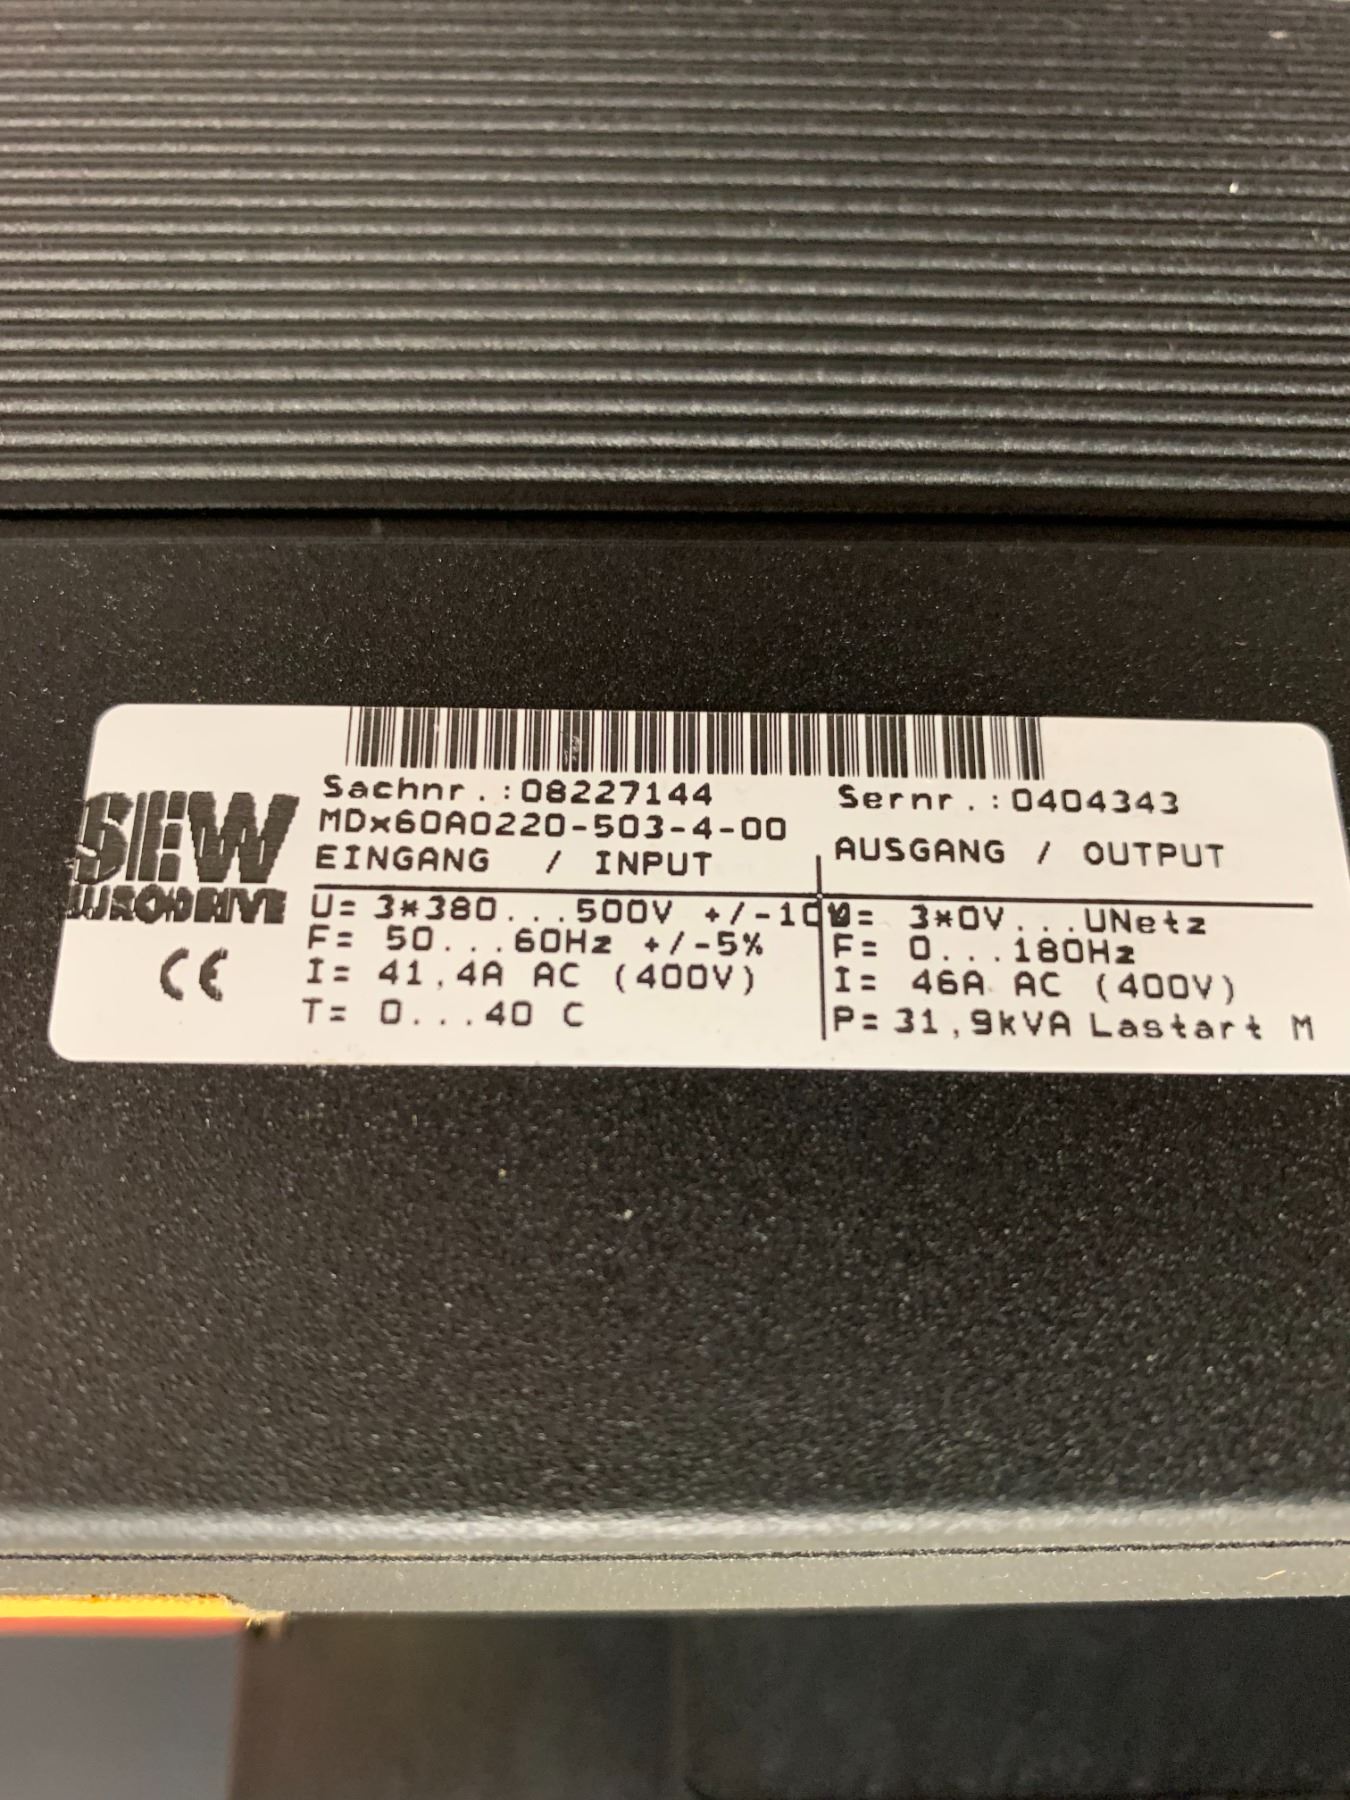 SEW
EURODRIVE
CE
Sachnr.:08227144
Sernr.:0404343
MDx60A0220-503-4-00
EINGANG / INPUT
AUSGANG / OUTPUT
U= 3*380...500V +/-10%
U= 3*0V...UNetz
F= 50...60Hz +/-5%
F= 0...180Hz
I= 41,4A AC (400V)
I= 46A AC (400V)
T= 0...40 C
P= 31,9kVA Lastart M